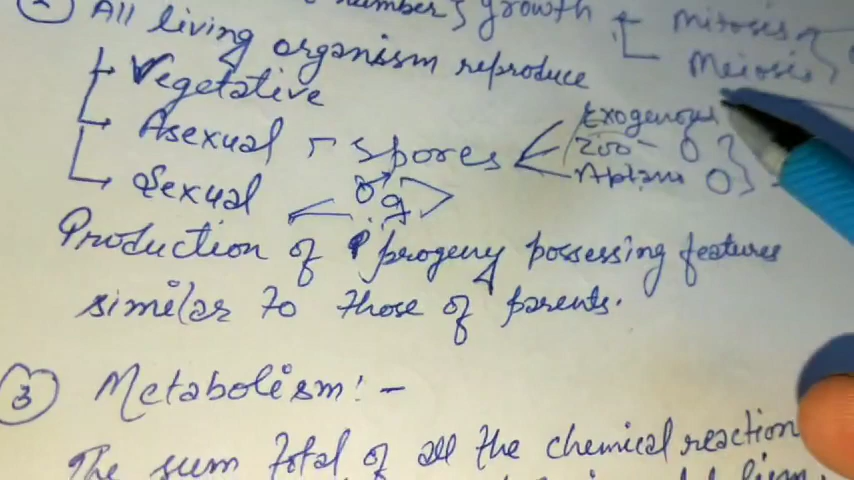 number } growth mitosis
Meiosis
All living organism reproduce
Vegetative
Asexual Spores Exogenous
Zoo- O
Aplano O
Sexual ♂ ♀
Production of progeny possessing features
similar to those of parents.
3 Metabolism:-
The sum total of all the chemical reaction